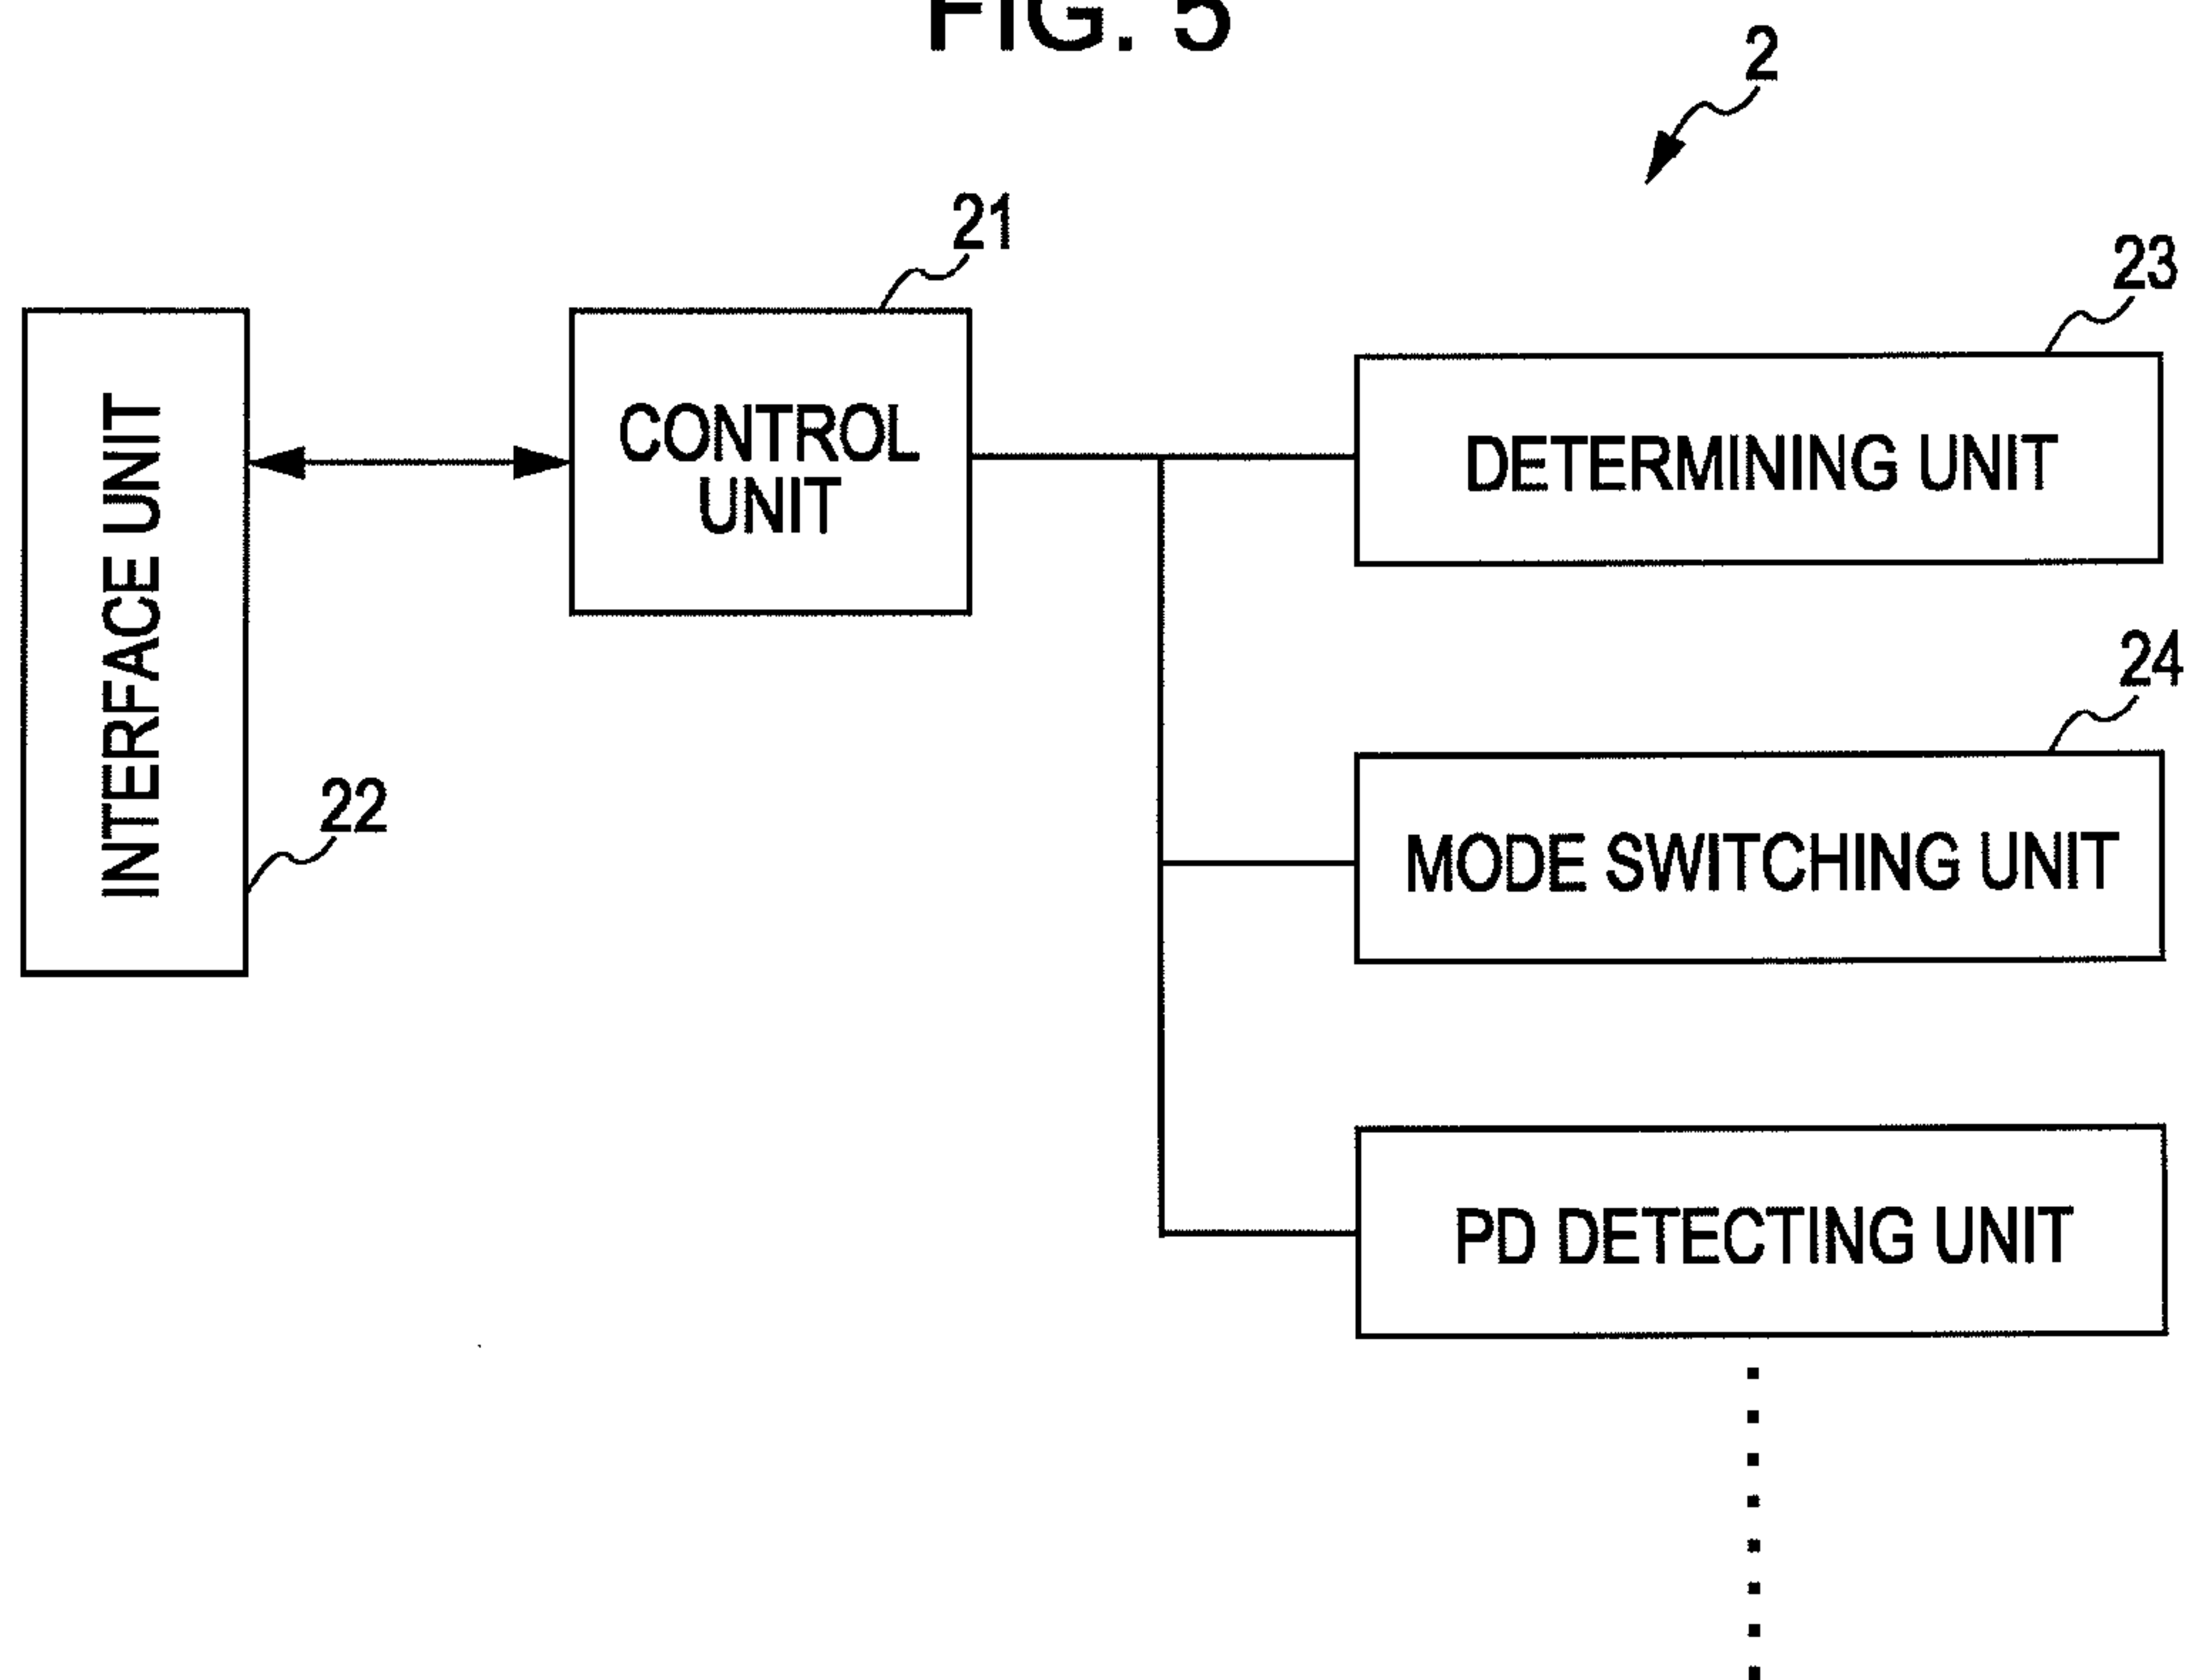 FIG. 5
2
21
23
INTERFACE UNIT
CONTROL
UNIT
DETERMINING UNIT
24
22
MODE SWITCHING UNIT
PD DETECTING UNIT